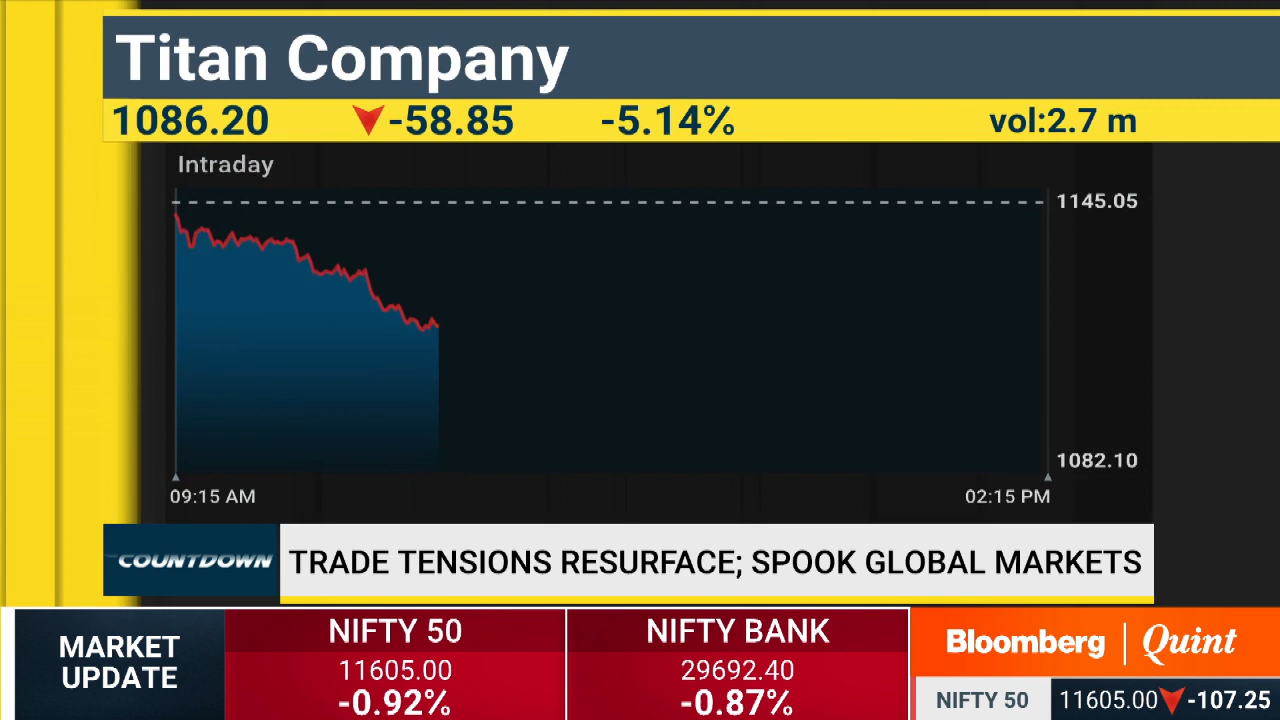 Titan Company
1086.20 -58.85 -5.14% vol:2.7 m
Intraday
1145.05
1082.10
09:15 AM 02:15 PM
COUNTDOWN TRADE TENSIONS RESURFACE; SPOOK GLOBAL MARKETS
MARKET UPDATE
NIFTY 50
11605.00
-0.92%
NIFTY BANK
29692.40
-0.87%
Bloomberg | Quint
NIFTY 50 11605.00 -107.25